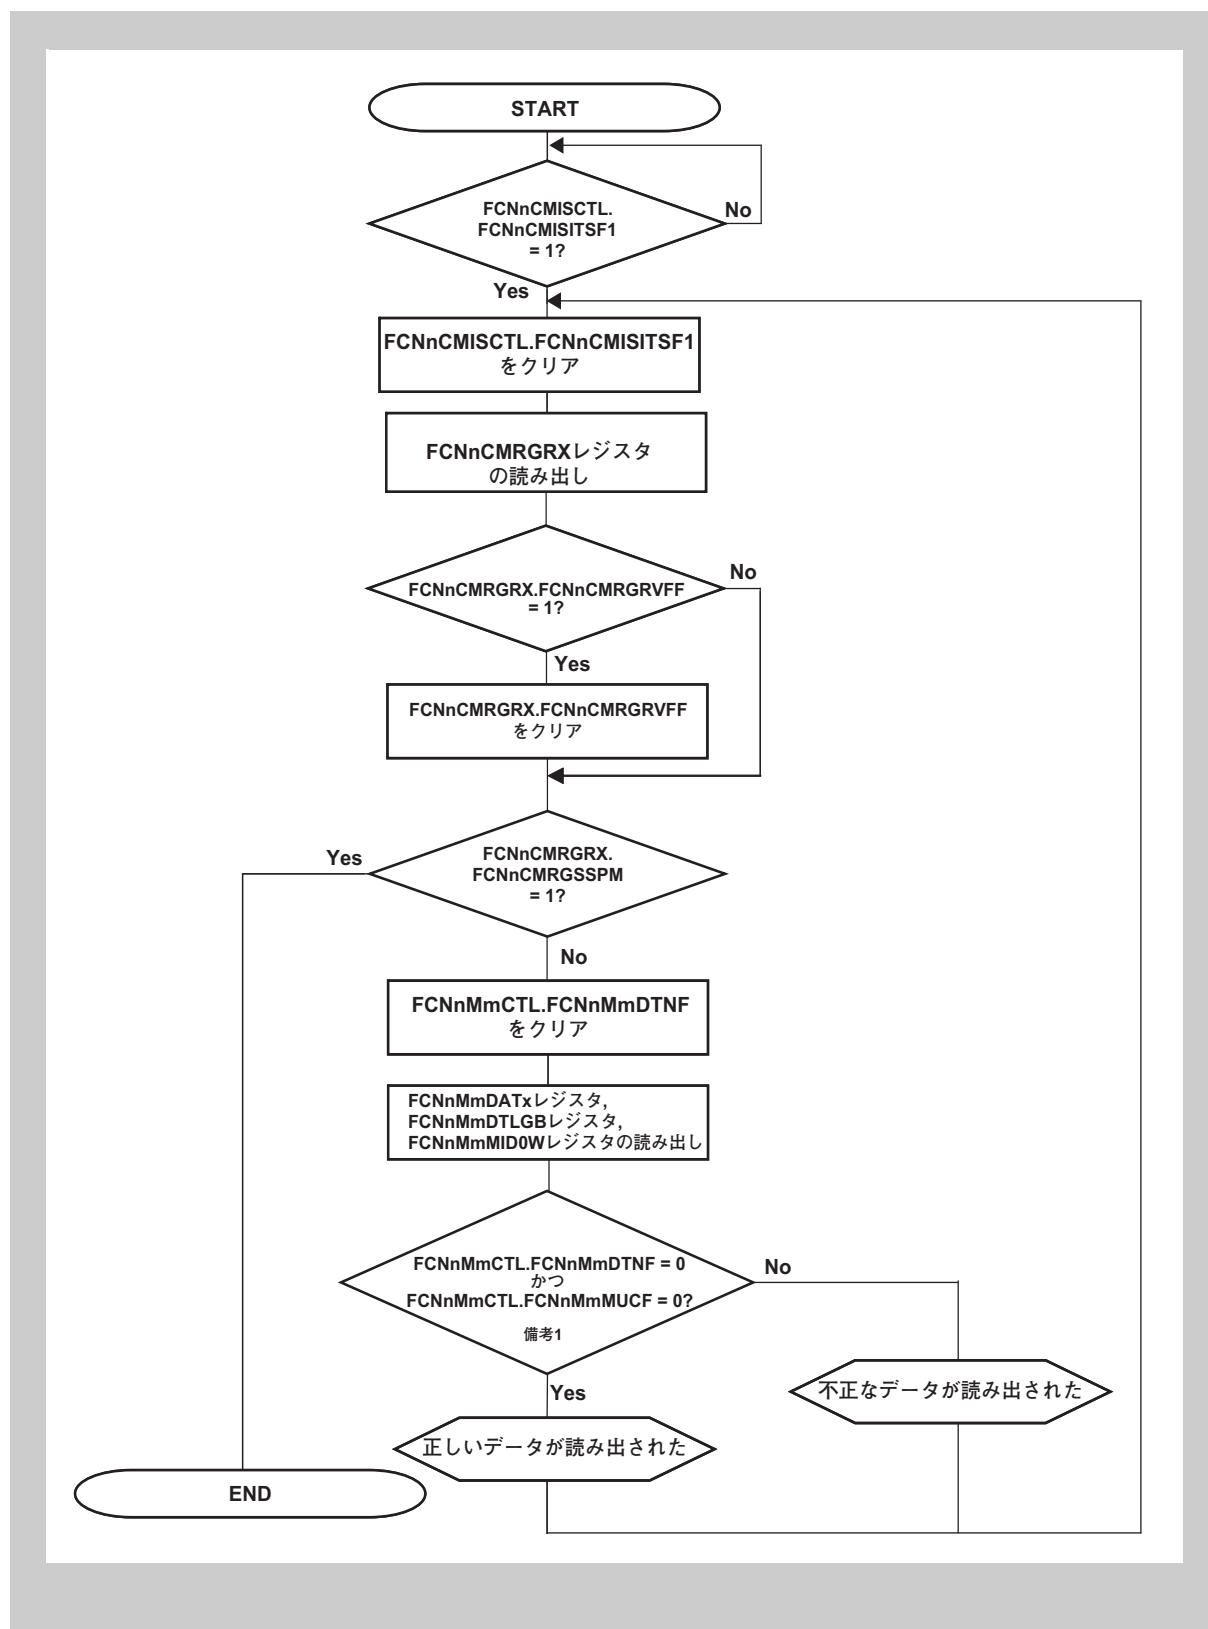 START
FCNnCMISCTL.
FCNnCMISITSF1
= 1?
No
Yes
FCNnCMISCTL.FCNnCMISITSF1
をクリア
FCNnCMRGRXレジスタ
の読み出し
FCNnCMRGRX.FCNnCMRGRVFF
= 1?
No
Yes
FCNnCMRGRX.FCNnCMRGRVFF
をクリア
FCNnCMRGRX.
FCNnCMRGSSPM
= 1?
Yes
No
FCNnMmCTL.FCNnMmDTNF
をクリア
FCNnMmDATxレジスタ,
FCNnMmDTLGBレジスタ,
FCNnMmMID0Wレジスタの読み出し
FCNnMmCTL.FCNnMmDTNF = 0
かつ
FCNnMmCTL.FCNnMmMUCF = 0?
備考1
No
Yes
不正なデータが読み出された
正しいデータが読み出された
END